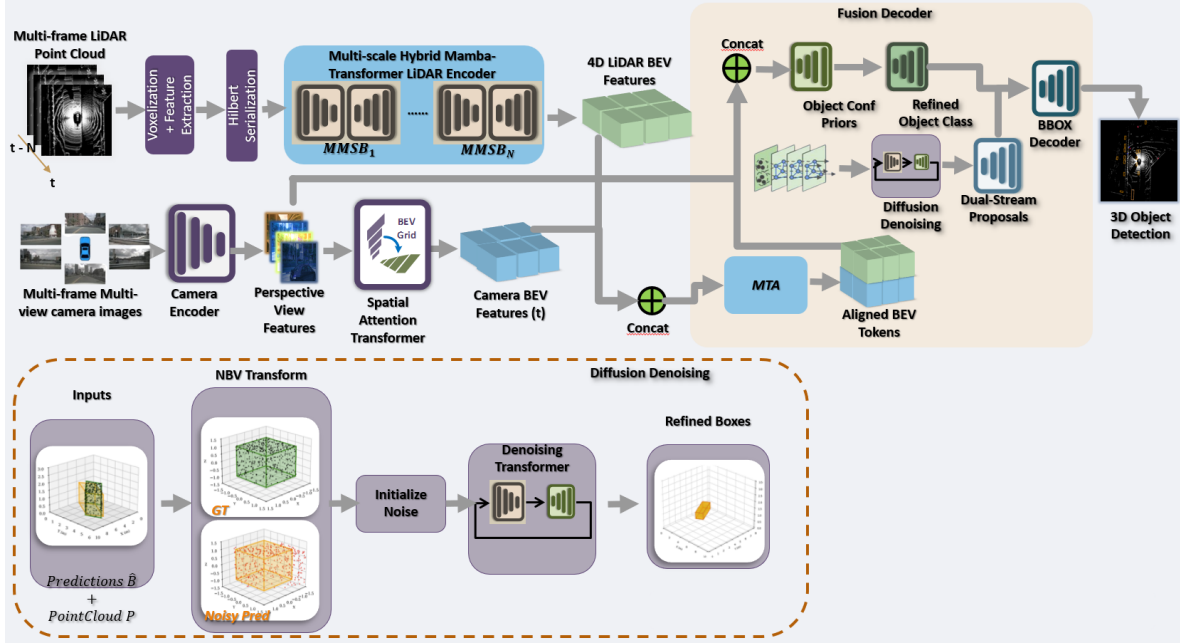 Fusion Decoder
Multi-frame LiDAR
Point Cloud
t - N
t
Voxelization
+ Feature
Extraction
Hilbert
Serialization
Multi-scale Hybrid Mamba-
Transformer LiDAR Encoder
MMSB1
......
MMSBN
4D LiDAR BEV
Features
Concat
Object Conf
Priors
Refined
Object Class
BBOX
Decoder
Diffusion
Denoising
Dual-Stream
Proposals
3D Object
Detection
Multi-frame Multi-
view camera images
Camera
Encoder
Perspective
View
Features
BEV
Grid
Spatial
Attention
Transformer
Camera BEV
Features (t)
Concat
MTA
Aligned BEV
Tokens
Inputs
NBV Transform
Diffusion Denoising
Predictions B̂
+
PointCloud P
GT
Noisy Pred
Initialize
Noise
Denoising
Transformer
Refined Boxes